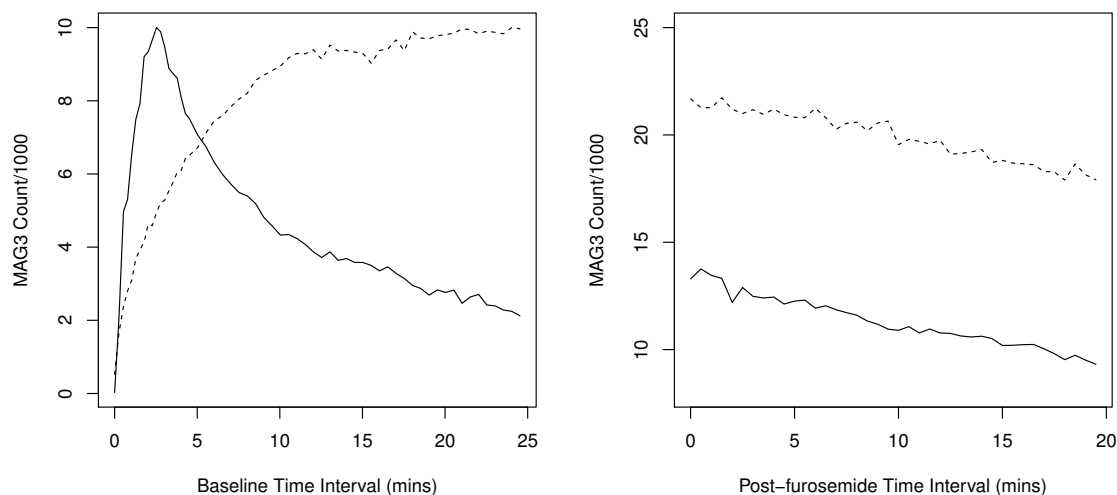 MAG3 Count/1000
10
8
6
4
2
0
0 5 10 15 20 25
Baseline Time Interval (mins)
MAG3 Count/1000
25
20
15
10
0 5 10 15 20
Post−furosemide Time Interval (mins)